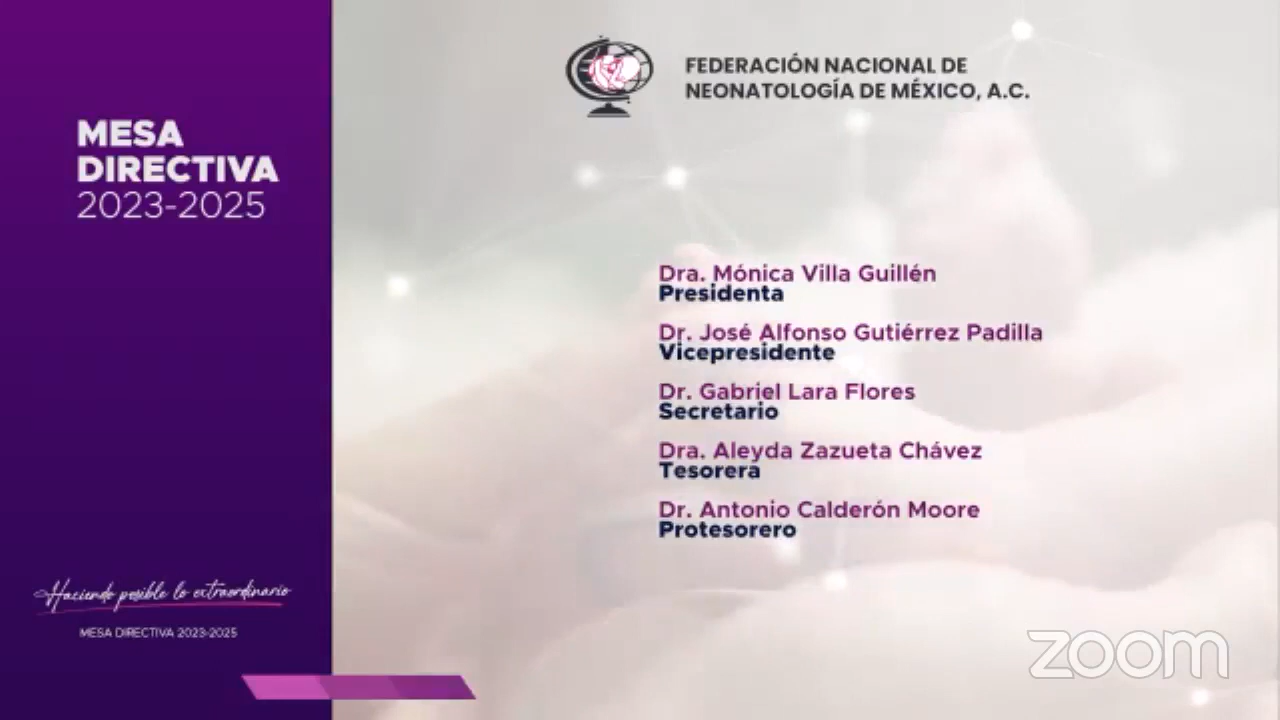 MESA
DIRECTIVA
2023-2025
Haciendo posible lo extraordinario
MESA DIRECTIVA 2023-2025
FEDERACIÓN NACIONAL DE
NEONATOLOGÍA DE MÉXICO, A.C.
Dra. Mónica Villa Guillén
Presidenta
Dr. José Alfonso Gutiérrez Padilla
Vicepresidente
Dr. Gabriel Lara Flores
Secretario
Dra. Aleyda Zazueta Chávez
Tesorera
Dr. Antonio Calderón Moore
Protesorero
zoom